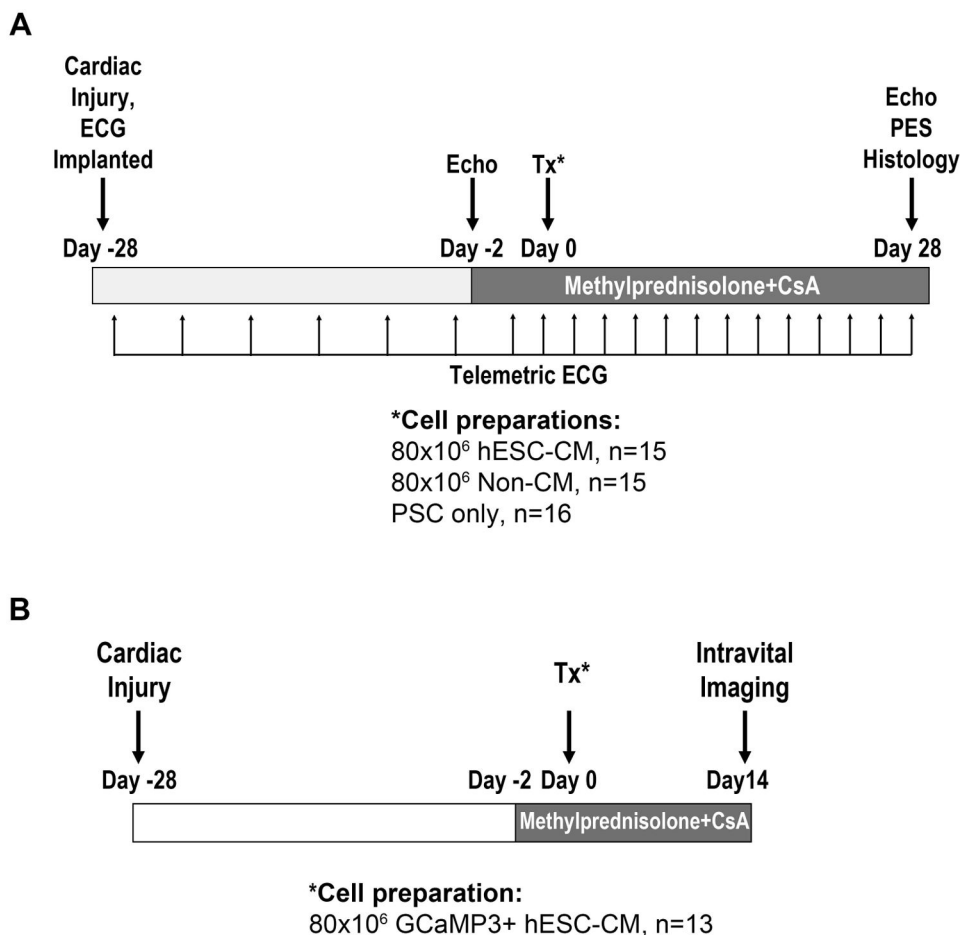 A
Cardiac
Injury,
ECG
Implanted
Echo
Tx*
Echo
PES
Histology
Day -28
Day -2
Day 0
Day 28
Methylprednisolone+CsA
Telemetric ECG
*Cell preparations:
80x10⁶ hESC-CM, n=15
80x10⁶ Non-CM, n=15
PSC only, n=16
B
Cardiac
Injury
Tx*
Intravital
Imaging
Day -28
Day -2
Day 0
Day14
Methylprednisolone+CsA
*Cell preparation:
80x10⁶ GCaMP3+ hESC-CM, n=13